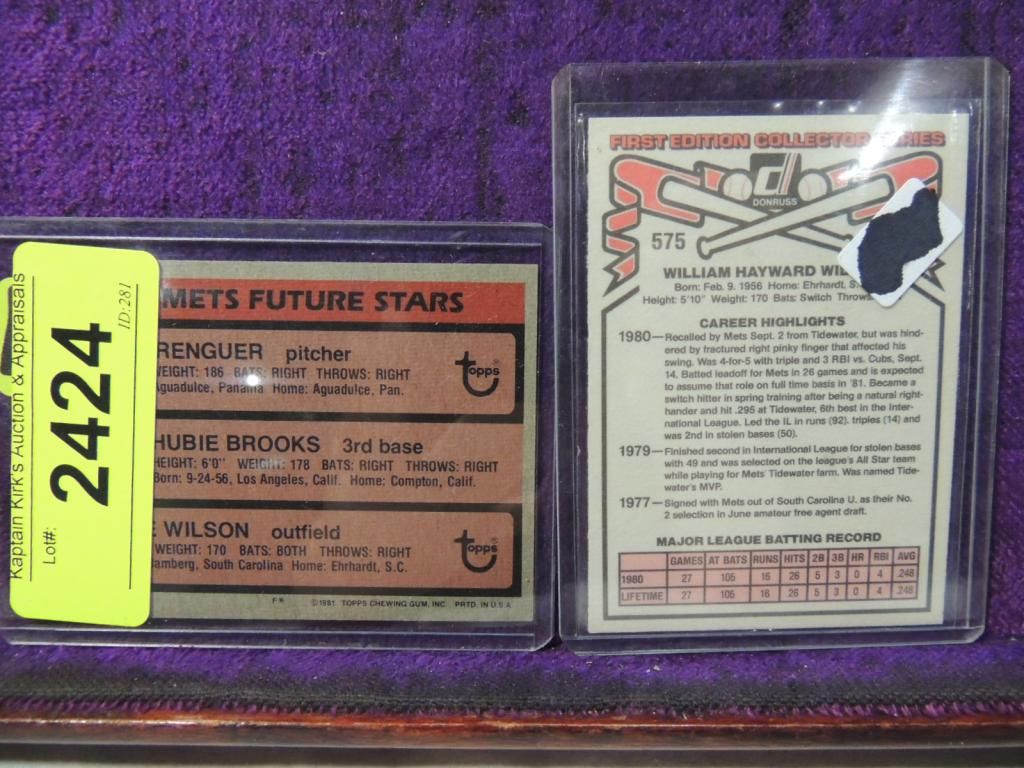 Kaptain Kirk's Auction & Appraisals
Lot#:
2424
ID:281
METS FUTURE STARS
RENGUER pitcher
WEIGHT: 186 BATS: RIGHT THROWS: RIGHT
Aguadulce, Panama Home: Aguadulce, Pan.
topps
HUBIE BROOKS 3rd base
HEIGHT: 6'0" WEIGHT: 178 BATS: RIGHT THROWS: RIGHT
Born: 9-24-56, Los Angeles, Calif. Home: Compton, Calif.
E WILSON outfield
WEIGHT: 170 BATS: BOTH THROWS: RIGHT
amberg, South Carolina Home: Ehrhardt, S.C.
topps
F* ©1981 TOPPS CHEWING GUM, INC PRTD. IN U.S.A
FIRST EDITION COLLECTOR SERIES
d
DONRUSS
575
WILLIAM HAYWARD WIL
Born: Feb. 9. 1956 Home: Ehrhardt, S.
Height: 5'10" Weight: 170 Bats: Switch Throws
CAREER HIGHLIGHTS
1980—Recalled by Mets Sept. 2 from Tidewater, but was hind-
ered by fractured right pinky finger that affected his
swing. Was 4-for-5 with triple and 3 RBI vs. Cubs, Sept.
14. Batted leadoff for Mets in 26 games and is expected
to assume that role on full time basis in '81. Became a
switch hitter in spring training after being a natural right-
hander and hit .295 at Tidewater, 6th best in the Inter-
national League. Led the IL in runs (92). triples (14) and
was 2nd in stolen bases (50).
1979—Finished second in International League for stolen bases
with 49 and was selected on the league's All Star team
while playing for Mets' Tidewater farm. Was named Tide-
water's MVP.
1977—Signed with Mets out of South Carolina U. as their No.
2 selection in June amateur free agent draft.
MAJOR LEAGUE BATTING RECORD
GAMES AT BATS RUNS HITS 2B 3B HR RBI AVG
1980 27 105 16 26 5 3 0 4 .248
LIFETIME 27 105 16 26 5 3 0 4 .248